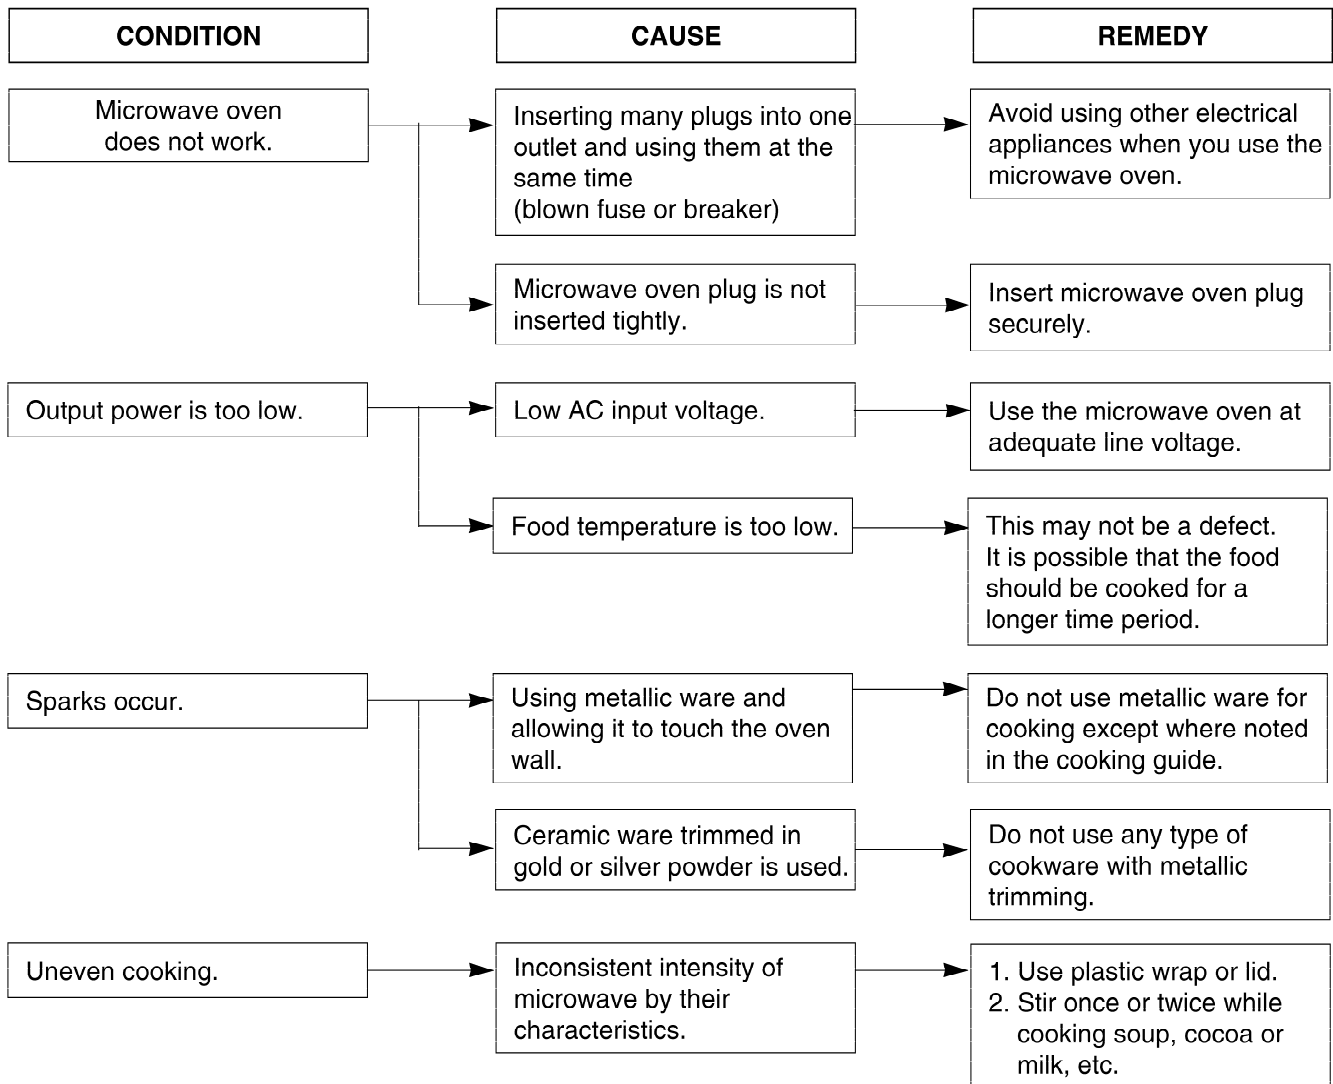 CONDITION
CAUSE
REMEDY
Microwave oven
does not work.
Inserting many plugs into one
outlet and using them at the
same time
(blown fuse or breaker)
Avoid using other electrical
appliances when you use the
microwave oven.
Microwave oven plug is not
inserted tightly.
Insert microwave oven plug
securely.
Output power is too low.
Low AC input voltage.
Use the microwave oven at
adequate line voltage.
Food temperature is too low.
This may not be a defect.
It is possible that the food
should be cooked for a
longer time period.
Sparks occur.
Using metallic ware and
allowing it to touch the oven
wall.
Do not use metallic ware for
cooking except where noted
in the cooking guide.
Ceramic ware trimmed in
gold or silver powder is used.
Do not use any type of
cookware with metallic
trimming.
Uneven cooking.
Inconsistent intensity of
microwave by their
characteristics.
1. Use plastic wrap or lid.
2. Stir once or twice while
cooking soup, cocoa or
milk, etc.